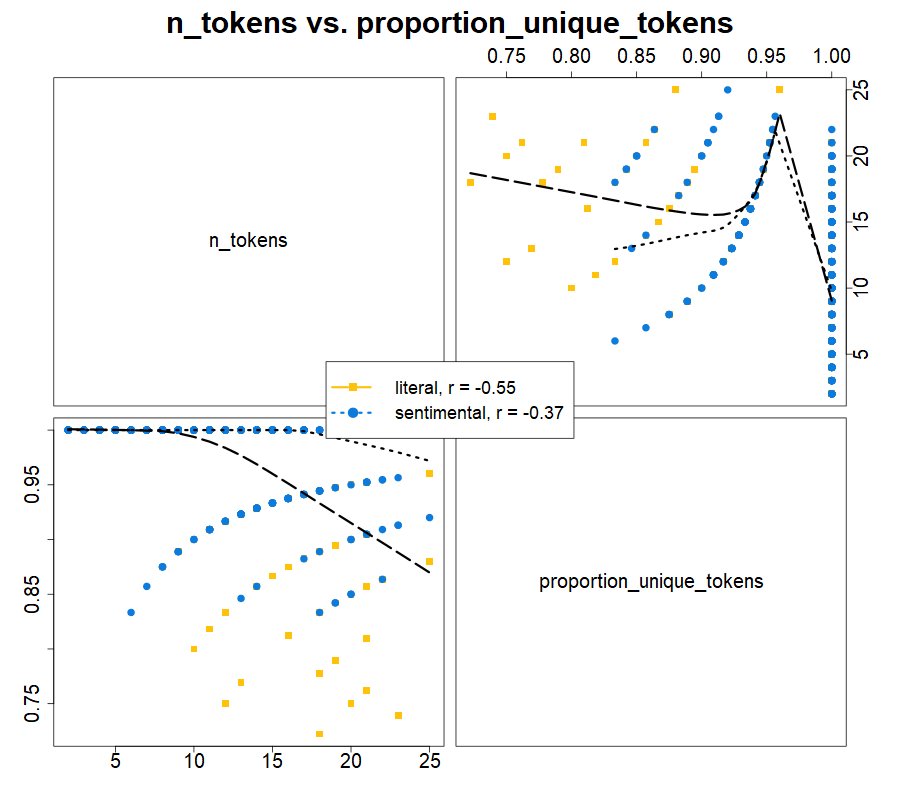 n_tokens vs. proportion_unique_tokens
0.75 0.80 0.85 0.90 0.95 1.00
n_tokens
25
20
15
10
5
literal, r = -0.55
sentimental, r = -0.37
0.95
0.85
0.75
proportion_unique_tokens
5 10 15 20 25